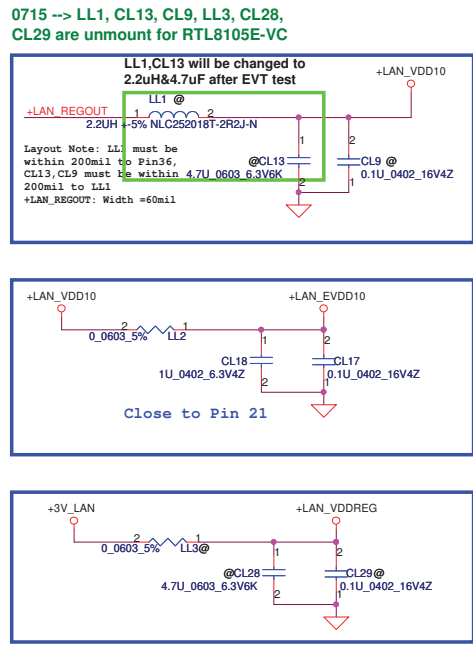 0715 --> LL1, CL13, CL9, LL3, CL28,
CL29 are unmount for RTL8105E-VC
LL1,CL13 will be changed to
2.2uH&4.7uF after EVT test
+LAN_VDD10
LL1 @
+LAN_REGOUT
1
2
2.2UH +-5% NLC252018T-2R2J-N
Layout Note: LL1 must be
within 200mil to Pin36,
CL13,CL9 must be within
200mil to LL1
+LAN_REGOUT: Width =60mil
1
2
@CL13
4.7U_0603_6.3V6K
CL9 @
0.1U_0402_16V4Z
2
1
+LAN_VDD10
+LAN_EVDD10
2
1
0_0603_5%
LL2
1
2
CL18
1U_0402_6.3V4Z
CL17
0.1U_0402_16V4Z
2
1
Close to Pin 21
+3V_LAN
+LAN_VDDREG
2
1
0_0603_5%
LL3@
1
2
@CL28
4.7U_0603_6.3V6K
CL29@
0.1U_0402_16V4Z
2
1